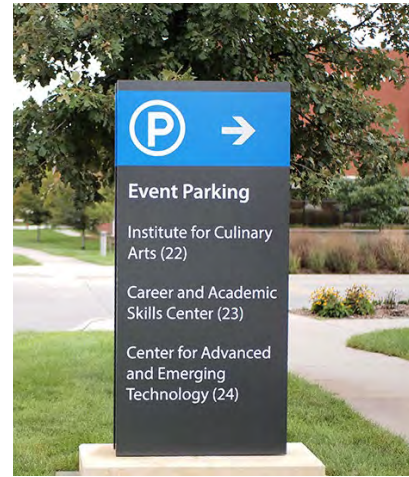 P →
Event Parking
Institute for Culinary
Arts (22)
Career and Academic
Skills Center (23)
Center for Advanced
and Emerging
Technology (24)